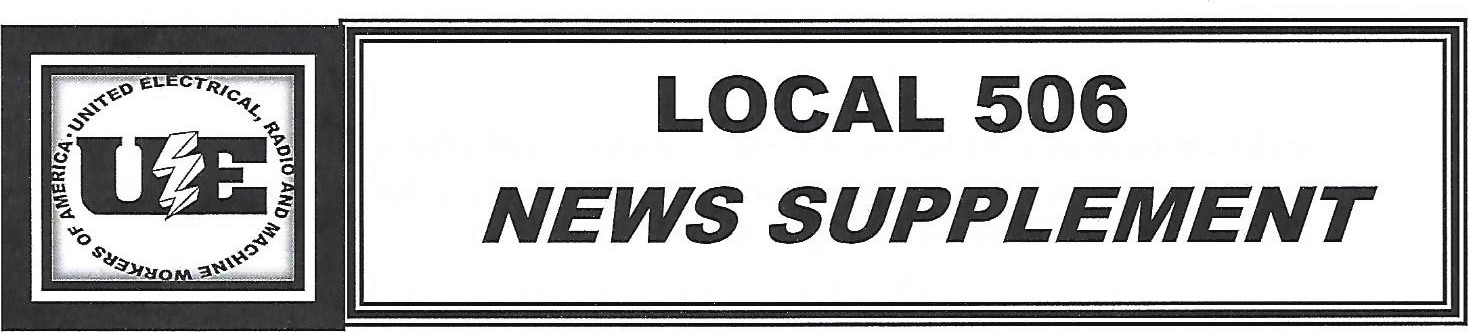 UNITED ELECTRICAL, RADIO AND MACHINE WORKERS OF AMERICA ·
UE
LOCAL 506
NEWS SUPPLEMENT